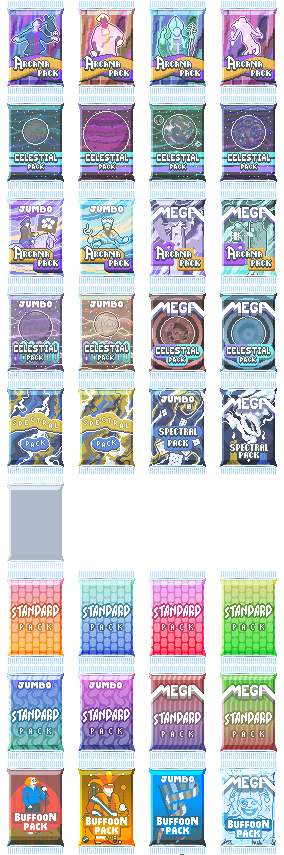 ARCANA PACK ARCANA PACK ARCANA PACK ARCANA PACK
CELESTIAL PACK CELESTIAL PACK CELESTIAL PACK CELESTIAL PACK
JUMBO ARCANA PACK JUMBO ARCANA PACK MEGA ARCANA PACK MEGA ARCANA PACK
JUMBO CELESTIAL PACK JUMBO CELESTIAL PACK MEGA CELESTIAL PACK MEGA CELESTIAL PACK
SPECTRAL PACK SPECTRAL PACK JUMBO SPECTRAL PACK MEGA SPECTRAL PACK
STANDARD PACK STANDARD PACK STANDARD PACK STANDARD PACK
JUMBO STANDARD PACK JUMBO STANDARD PACK MEGA STANDARD PACK MEGA STANDARD PACK
BUFFOON PACK BUFFOON PACK JUMBO BUFFOON PACK MEGA BUFFOON PACK